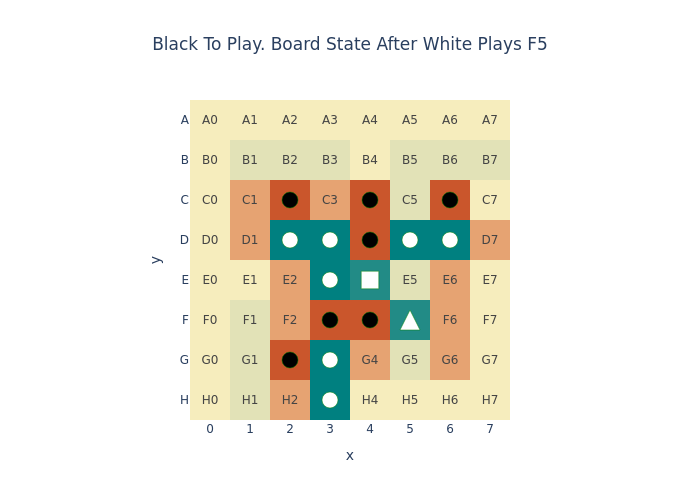 Black To Play. Board State After White Plays F5
A A0 A1 A2 A3 A4 A5 A6 A7
B B0 B1 B2 B3 B4 B5 B6 B7
C C0 C1 C3 C5 C7
D D0 D1 D7
E E0 E1 E2 E5 E6 E7
F F0 F1 F2 F6 F7
G G0 G1 G4 G5 G6 G7
H H0 H1 H2 H4 H5 H6 H7
0 1 2 3 4 5 6 7
x
y